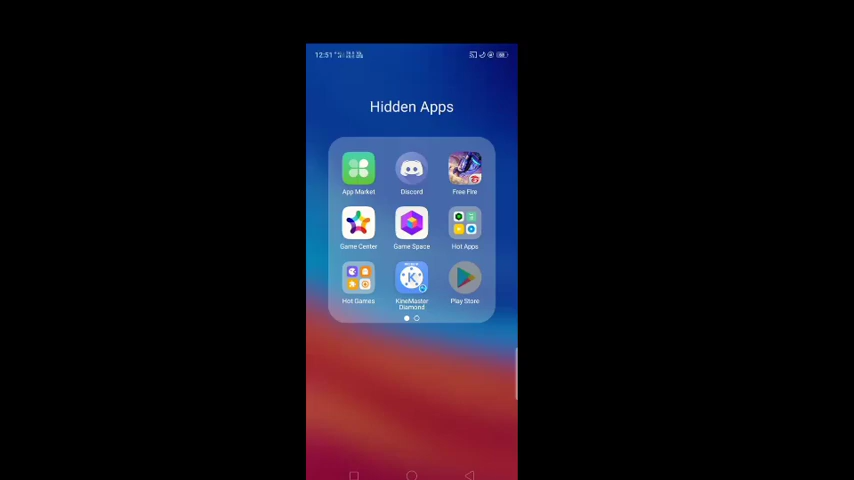 12:51
Hidden Apps
App Market Discord Free Fire
Game Center Game Space Hot Apps
Hot Games KineMaster Diamond Play Store